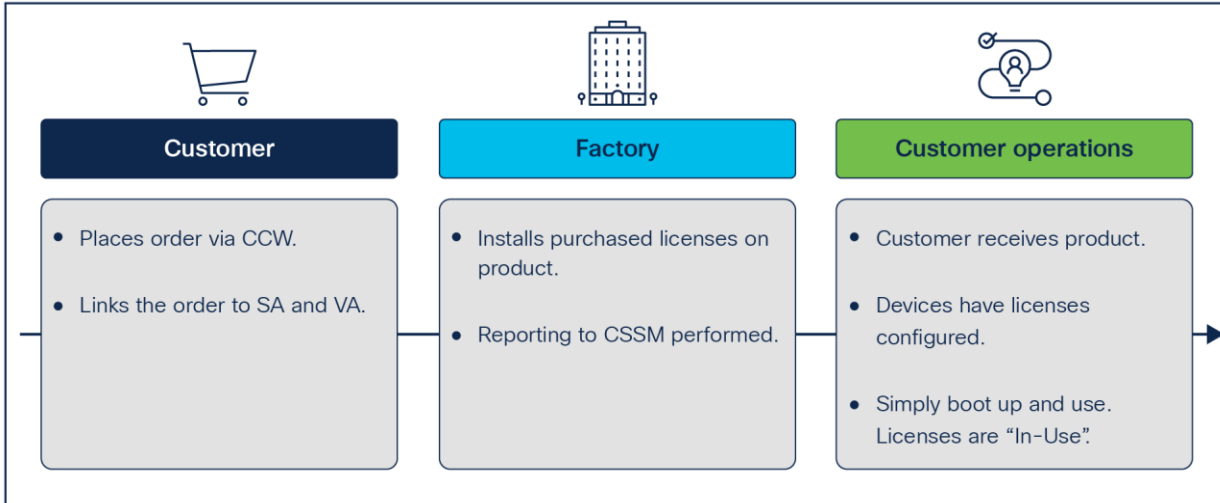 Customer
Factory
Customer operations
• Places order via CCW.
• Links the order to SA and VA.
• Installs purchased licenses on
product.
• Reporting to CSSM performed.
• Customer receives product.
• Devices have licenses
configured.
• Simply boot up and use.
Licenses are “In-Use”.